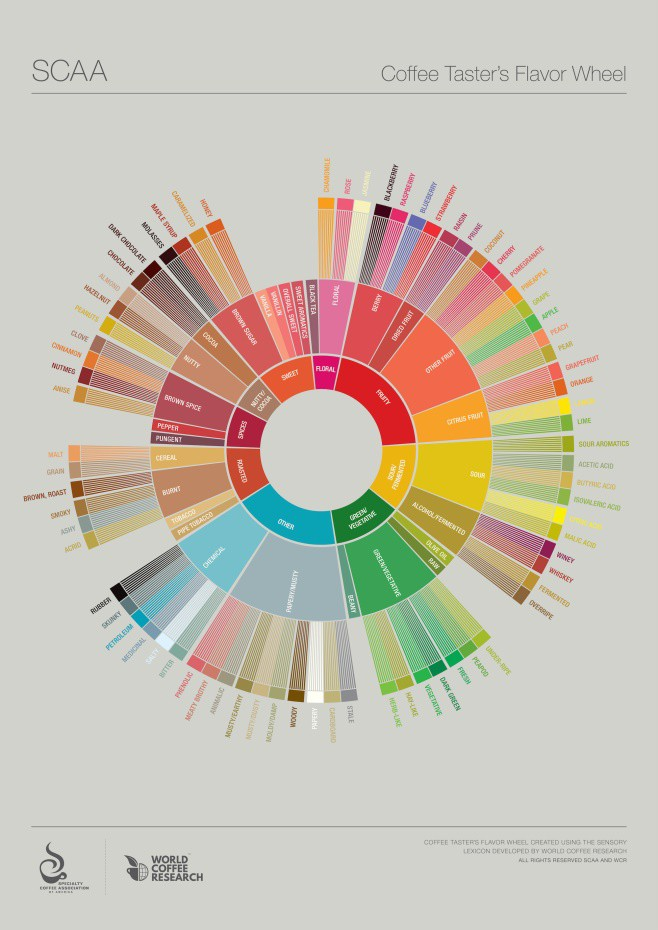 SCAA
Coffee Taster's Flavor Wheel
FLORAL
FRUITY
SOUR/
FERMENTED
GREEN/
VEGETATIVE
OTHER
ROASTED
SPICES
NUTTY/
COCOA
SWEET
BLACK TEA
FLORAL
BERRY
DRIED FRUIT
OTHER FRUIT
CITRUS FRUIT
SOUR
ALCOHOL/FERMENTED
OLIVE OIL
RAW
GREEN/VEGETATIVE
BEANY
PAPERY/MUSTY
CHEMICAL
PIPE TOBACCO
TOBACCO
BURNT
CEREAL
PUNGENT
PEPPER
BROWN SPICE
NUTTY
COCOA
BROWN SUGAR
VANILLA
VANILLIN
OVERALL SWEET
SWEET AROMATICS
CHAMOMILE
ROSE
JASMINE
BLACKBERRY
RASPBERRY
BLUEBERRY
STRAWBERRY
RAISIN
PRUNE
COCONUT
CHERRY
POMEGRANATE
PINEAPPLE
GRAPE
APPLE
PEACH
PEAR
GRAPEFRUIT
ORANGE
LIME
SOUR AROMATICS
ACETIC ACID
BUTYRIC ACID
ISOVALERIC ACID
MALIC ACID
WINEY
WHISKEY
FERMENTED
OVERRIPE
UNDER-RIPE
PEAPOD
FRESH
DARK GREEN
VEGETATIVE
HAY-LIKE
HERB-LIKE
STALE
CARDBOARD
PAPERY
WOODY
MOLDY/DAMP
MUSTY/DUSTY
MUSTY/EARTHY
ANIMALIC
MEATY BROTHY
PHENOLIC
BITTER
SALTY
MEDICINAL
PETROLEUM
SKUNKY
RUBBER
ACRID
ASHY
SMOKY
BROWN, ROAST
GRAIN
MALT
ANISE
NUTMEG
CINNAMON
CLOVE
PEANUTS
HAZELNUT
ALMOND
CHOCOLATE
DARK CHOCOLATE
MOLASSES
MAPLE SYRUP
CARAMELIZED
HONEY
SPECIALTY
COFFEE ASSOCIATION
OF AMERICA
WORLD
COFFEE
RESEARCH
COFFEE TASTER'S FLAVOR WHEEL CREATED USING THE SENSORY
LEXICON DEVELOPED BY WORLD COFFEE RESEARCH
ALL RIGHTS RESERVED SCAA AND WCR